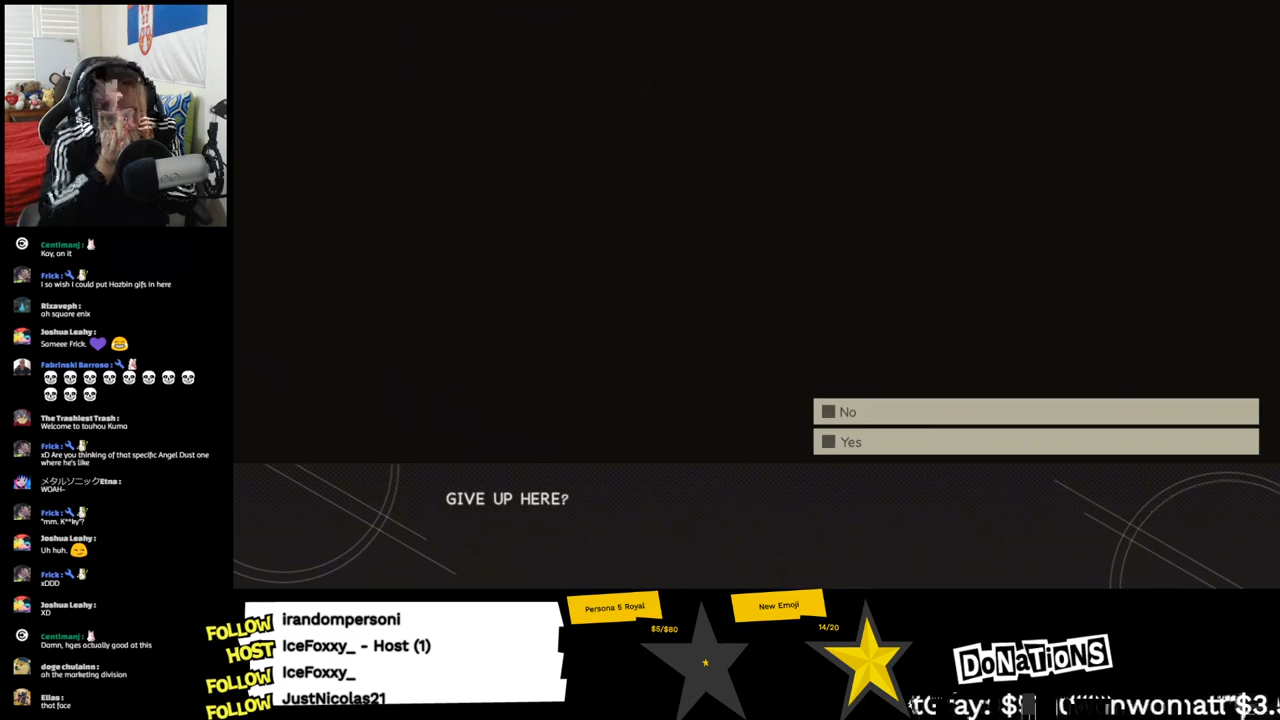 Centimanj :
Kay, on it
Frick :
I so wish I could put Hazbin gifs in here
Rizaveph :
oh square enix
Joshua Leahy :
Sameee Frick.
Fabrinski Barroso :
The Trashiest Trash :
Welcome to touhou Kuma
Frick :
xD Are you thinking of that specific Angel Dust one
where he's like
メタルソニックEtna :
WOAH~
Frick :
"mm, K**ky"?
Joshua Leahy :
Uh huh.
Frick :
xDDD
Joshua Leahy :
XD
Centimanj :
Damn, hges actually good at this
doge chulainn :
oh the marketing division
Elias :
that face
No
Yes
GIVE UP HERE?
FOLLOW irandompersoni
HOST IceFoxxy_ - Host (1)
FOLLOW IceFoxxy_
FOLLOW JustNicolas21
Persona 5 Royal
$5/$80
New Emoji
14/20
DoNaTioNS